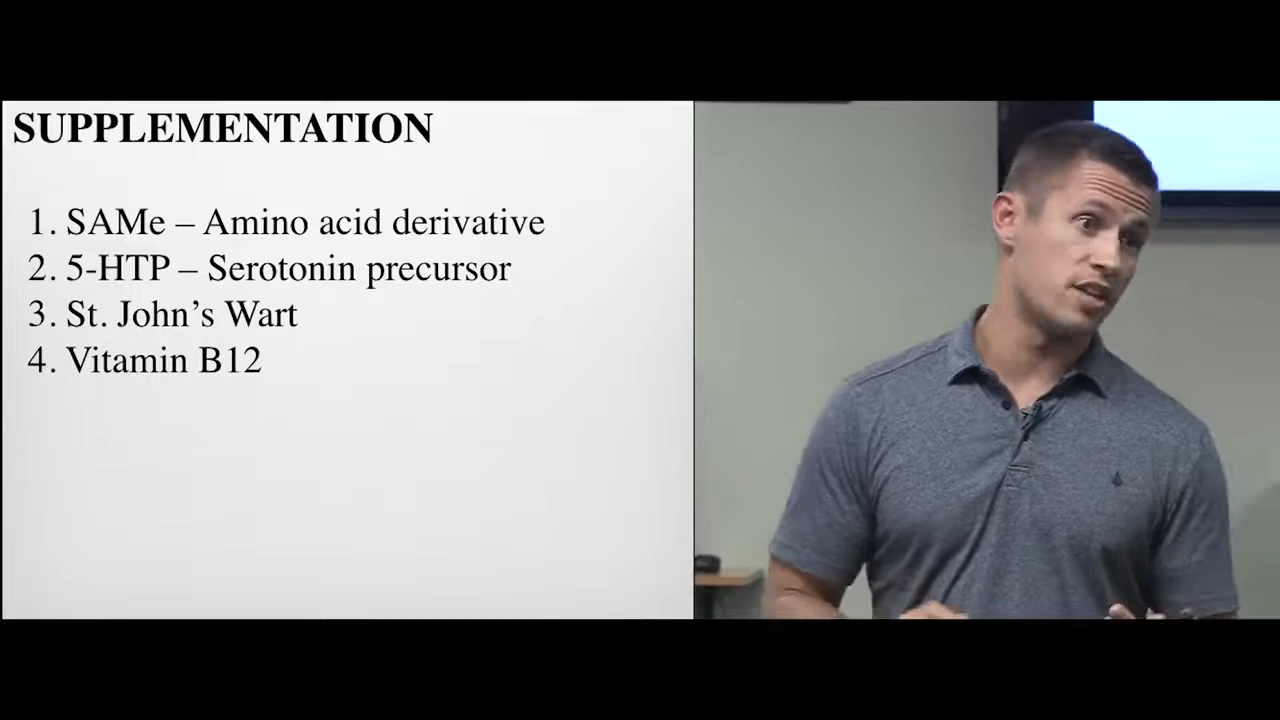 SUPPLEMENTATION
1. SAMe – Amino acid derivative
2. 5-HTP – Serotonin precursor
3. St. John’s Wart
4. Vitamin B12